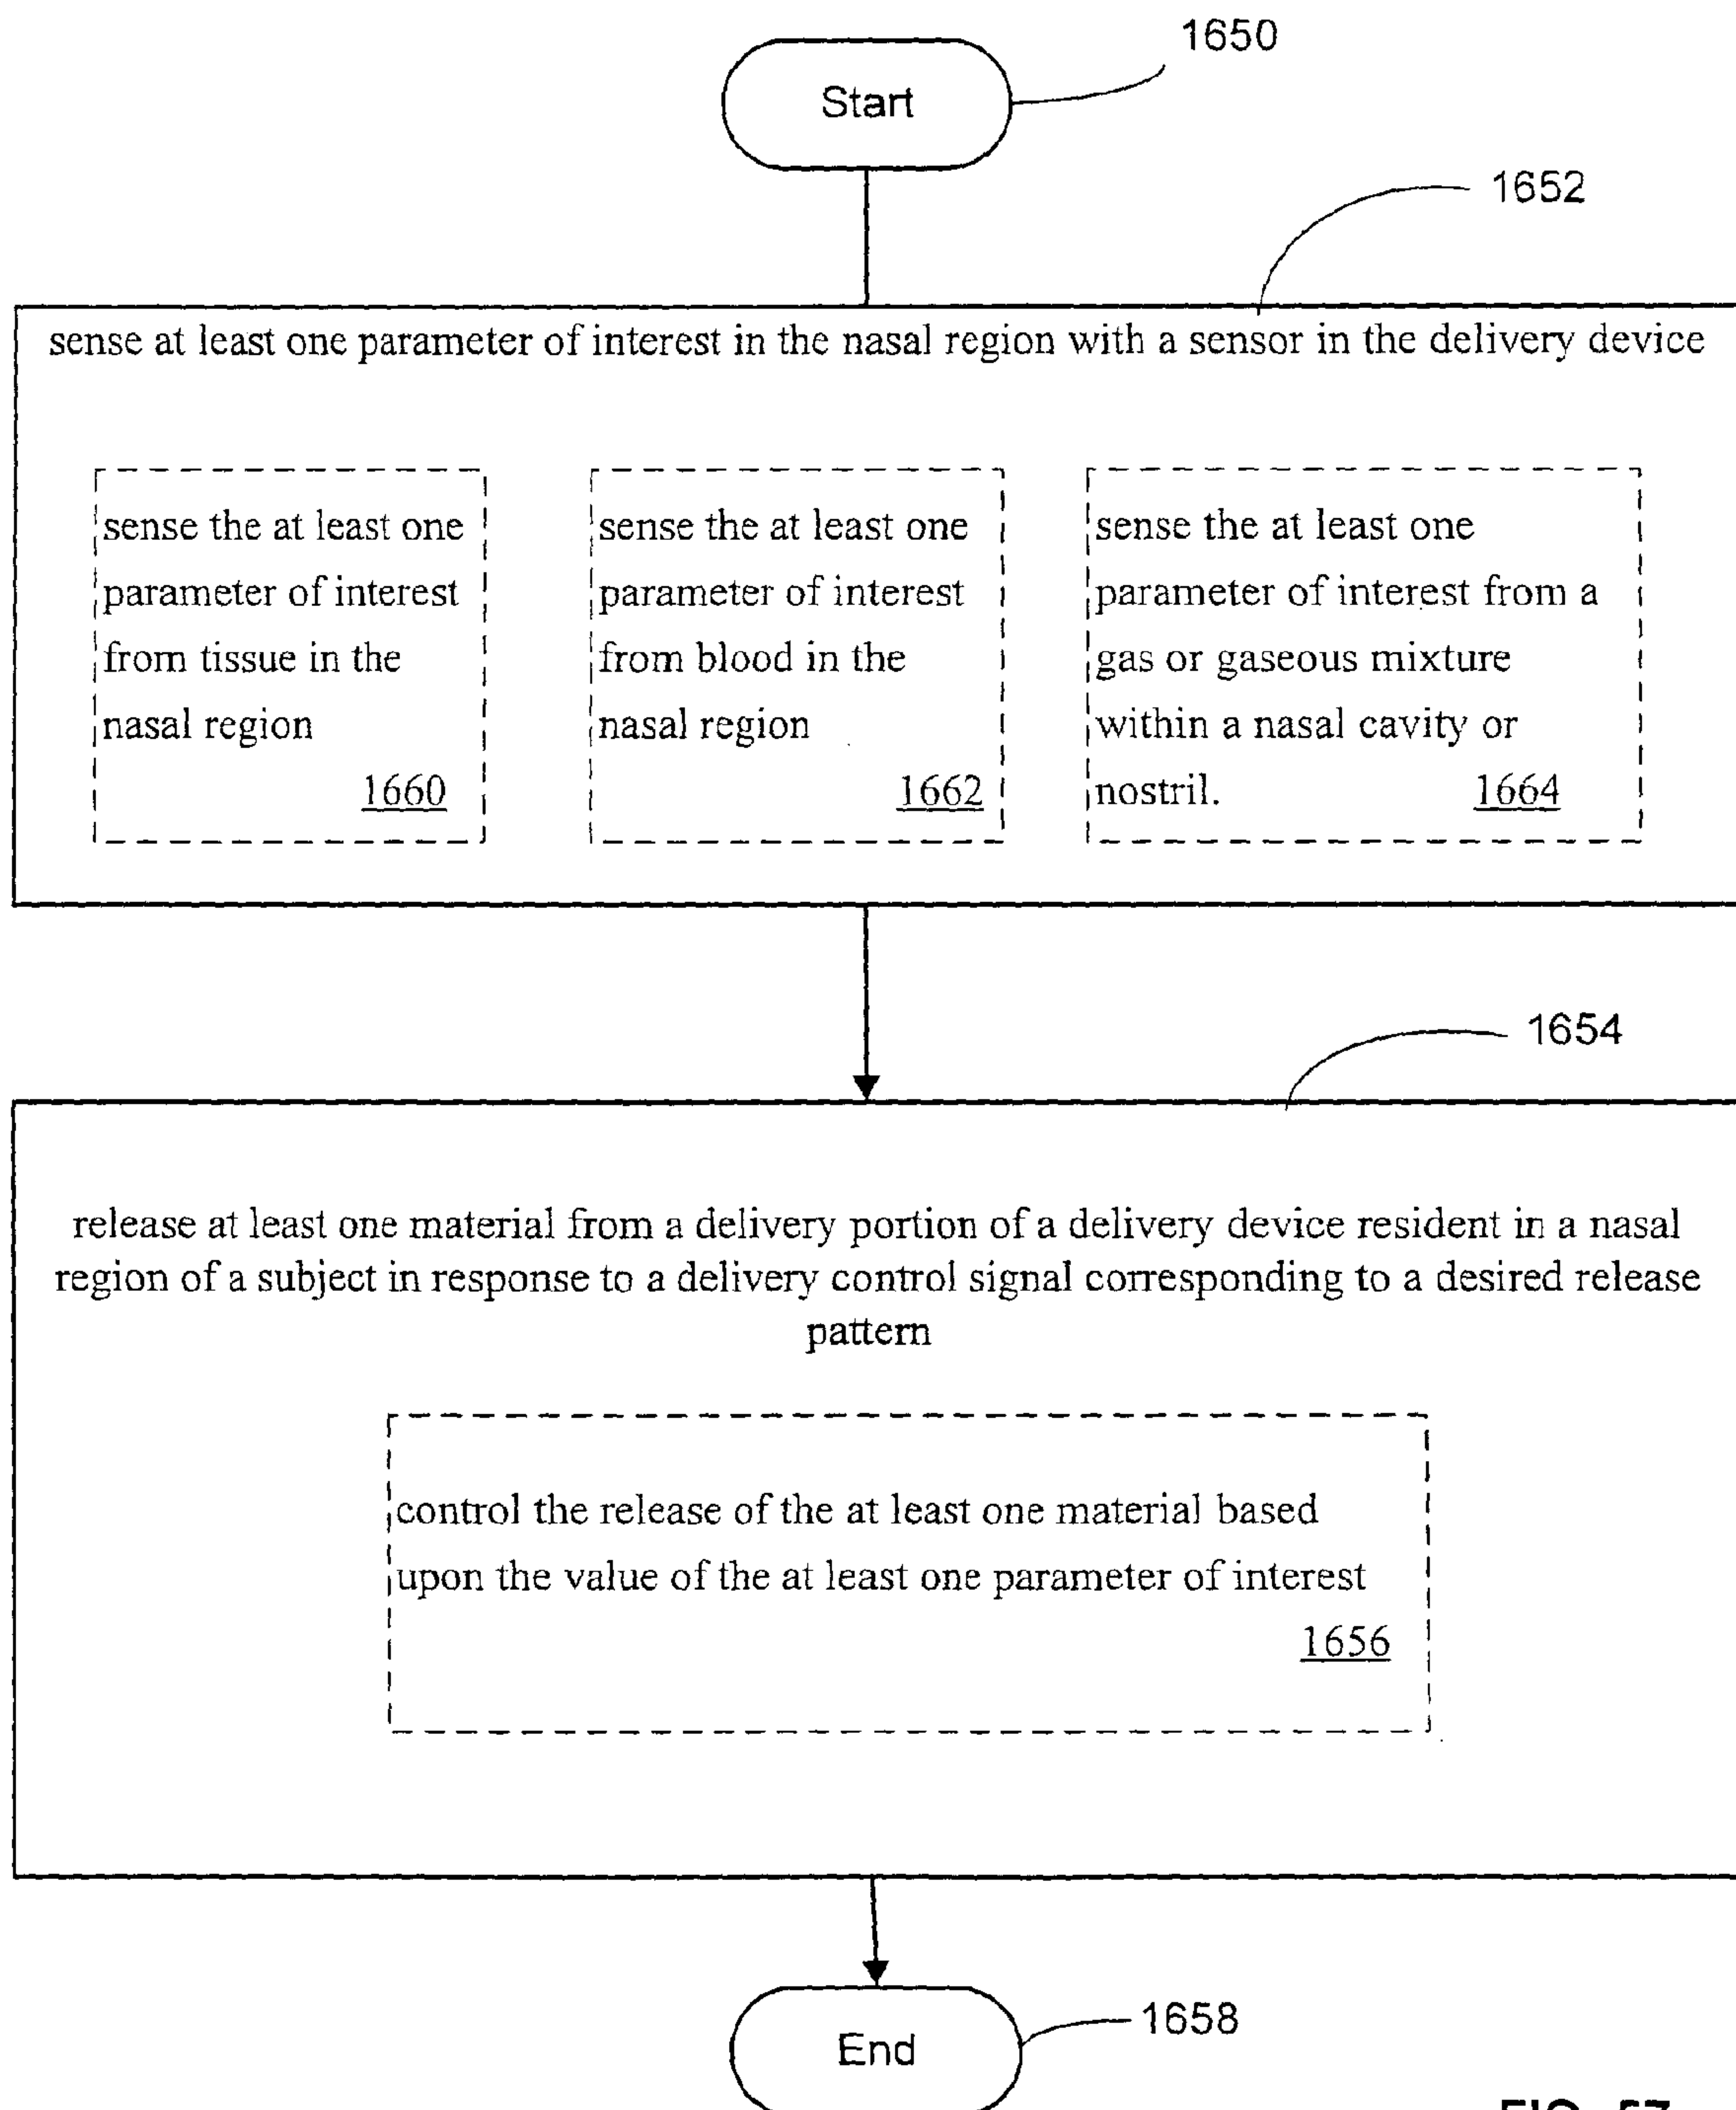 1650
Start
1652
sense at least one parameter of interest in the nasal region with a sensor in the delivery device
sense the at least one
parameter of interest
from tissue in the
nasal region
1660
sense the at least one
parameter of interest
from blood in the
nasal region
1662
sense the at least one
parameter of interest from a
gas or gaseous mixture
within a nasal cavity or
nostril.
1664
1654
release at least one material from a delivery portion of a delivery device resident in a nasal
region of a subject in response to a delivery control signal corresponding to a desired release
pattern
control the release of the at least one material based
upon the value of the at least one parameter of interest
1656
1658
End